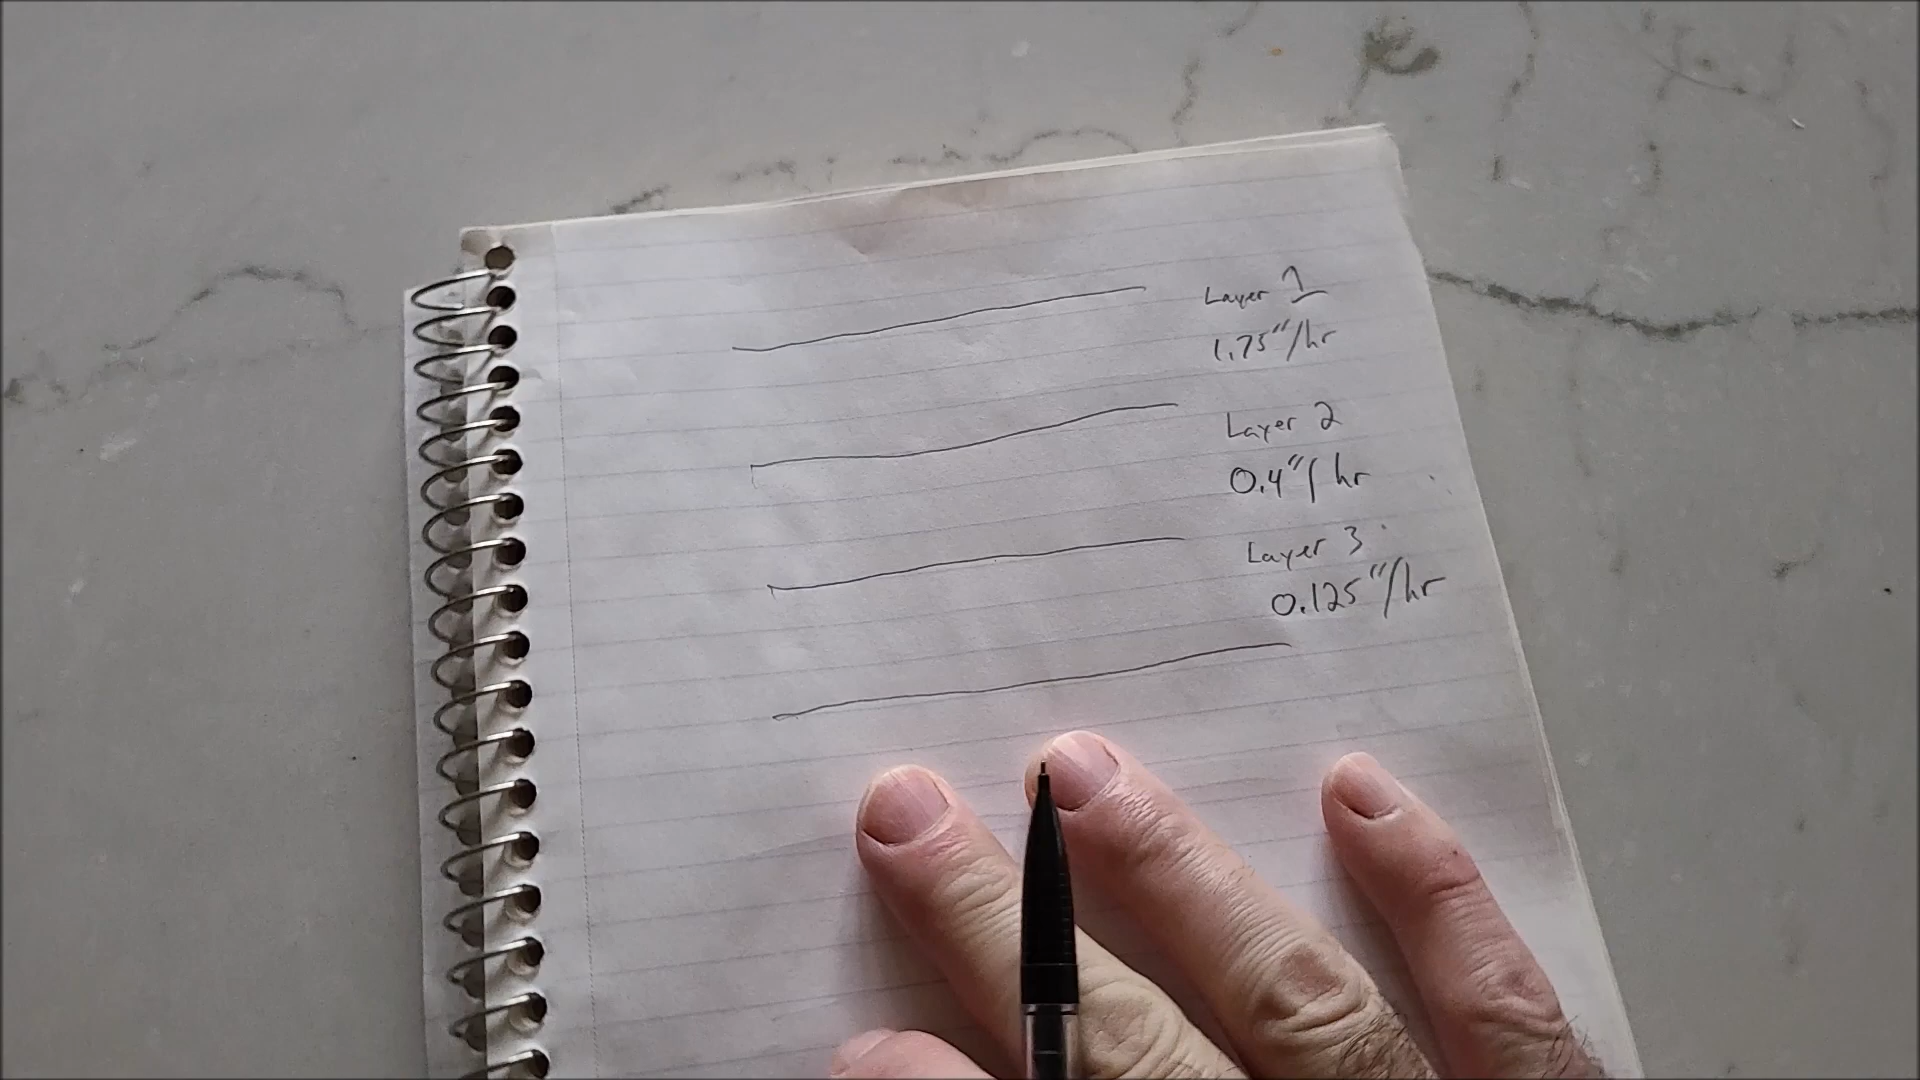 Layer 1
1.75"/hr
Layer 2
0.4"/hr
Layer 3
0.125"/hr